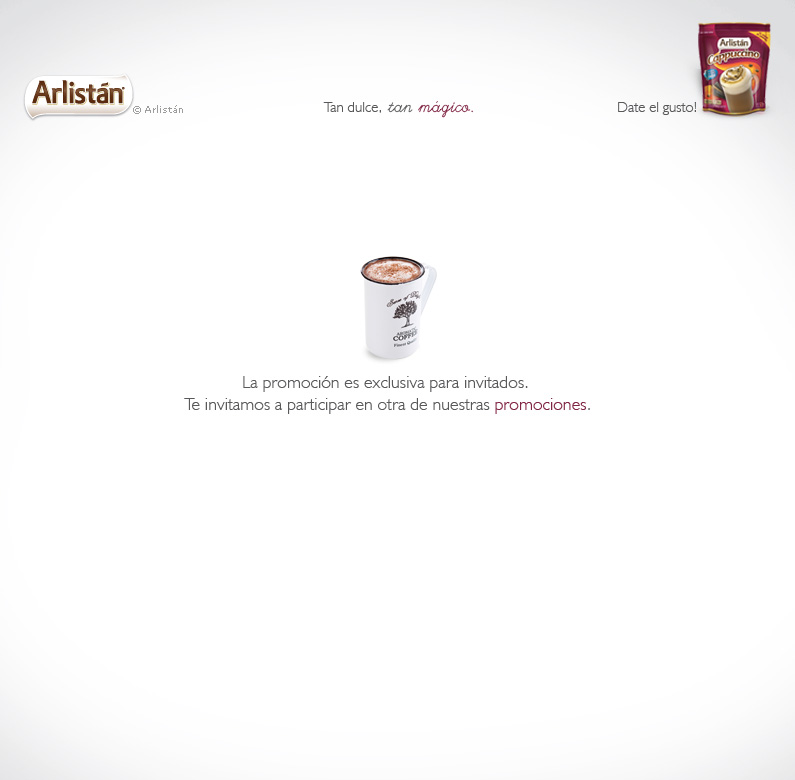 Arlistán
© Arlistán
Tan dulce, tan mágico.
Date el gusto!
Arlistán
Cappuccino
COFFEE
La promoción es exclusiva para invitados.
Te invitamos a participar en otra de nuestras promociones.